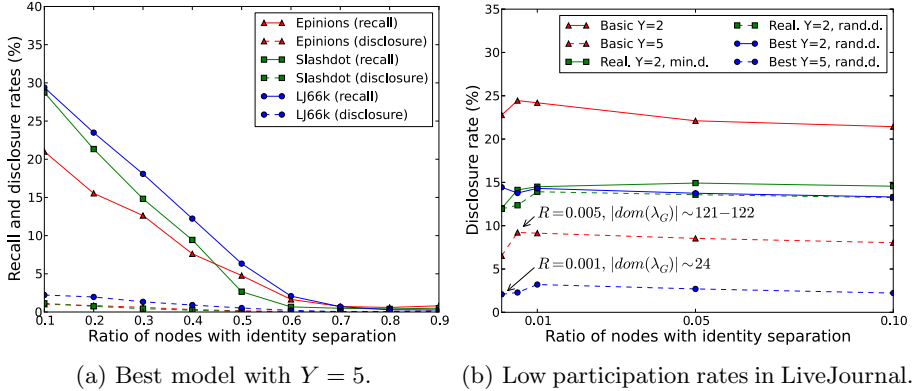 Recall and disclosure rates (%)
40
35
30
25
20
15
10
5
0
0.1 0.2 0.3 0.4 0.5 0.6 0.7 0.8 0.9
Ratio of nodes with identity separation
Epinions (recall)
Epinions (disclosure)
Slashdot (recall)
Slashdot (disclosure)
LJ66k (recall)
LJ66k (disclosure)
(a) Best model with Y = 5.
Disclosure rate (%)
35
30
25
20
15
10
5
0
0.01 0.05 0.10
Ratio of nodes with identity separation
Basic Y=2
Basic Y=5
Real. Y=2, min.d.
Real. Y=2, rand.d.
Best Y=2, rand.d.
Best Y=5, rand.d.
R=0.005, |dom(λ_G)|~121−122
R=0.001, |dom(λ_G)|~24
(b) Low participation rates in LiveJournal.